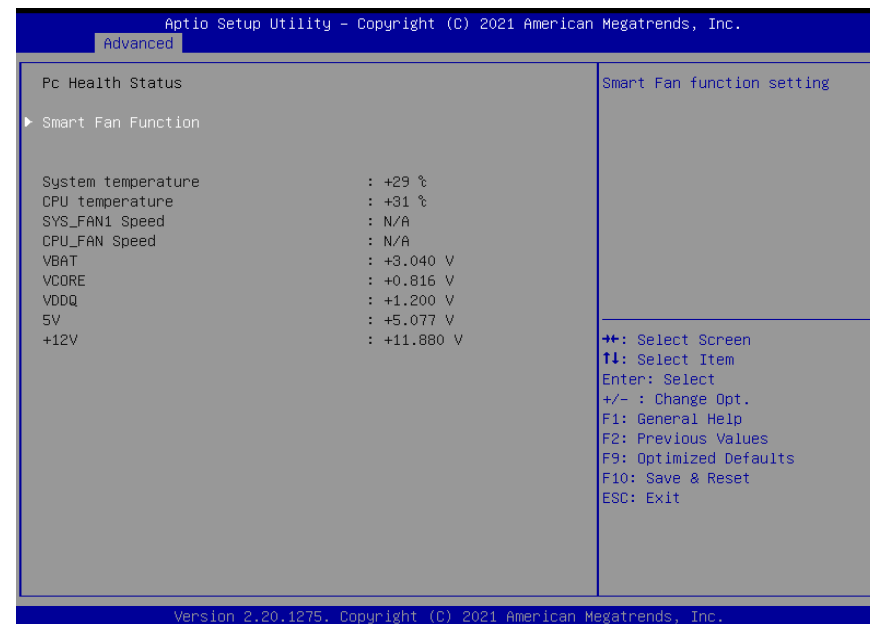 Aptio Setup Utility – Copyright (C) 2021 American Megatrends, Inc.
Advanced
Pc Health Status
Smart Fan Function
System temperature : +29 ℃
CPU temperature : +31 ℃
SYS_FAN1 Speed : N/A
CPU_FAN Speed : N/A
VBAT : +3.040 V
VCORE : +0.816 V
VDDQ : +1.200 V
5V : +5.077 V
+12V : +11.880 V
Smart Fan function setting
→←: Select Screen
↑↓: Select Item
Enter: Select
+/- : Change Opt.
F1: General Help
F2: Previous Values
F9: Optimized Defaults
F10: Save & Reset
ESC: Exit
Version 2.20.1275. Copyright (C) 2021 American Megatrends, Inc.